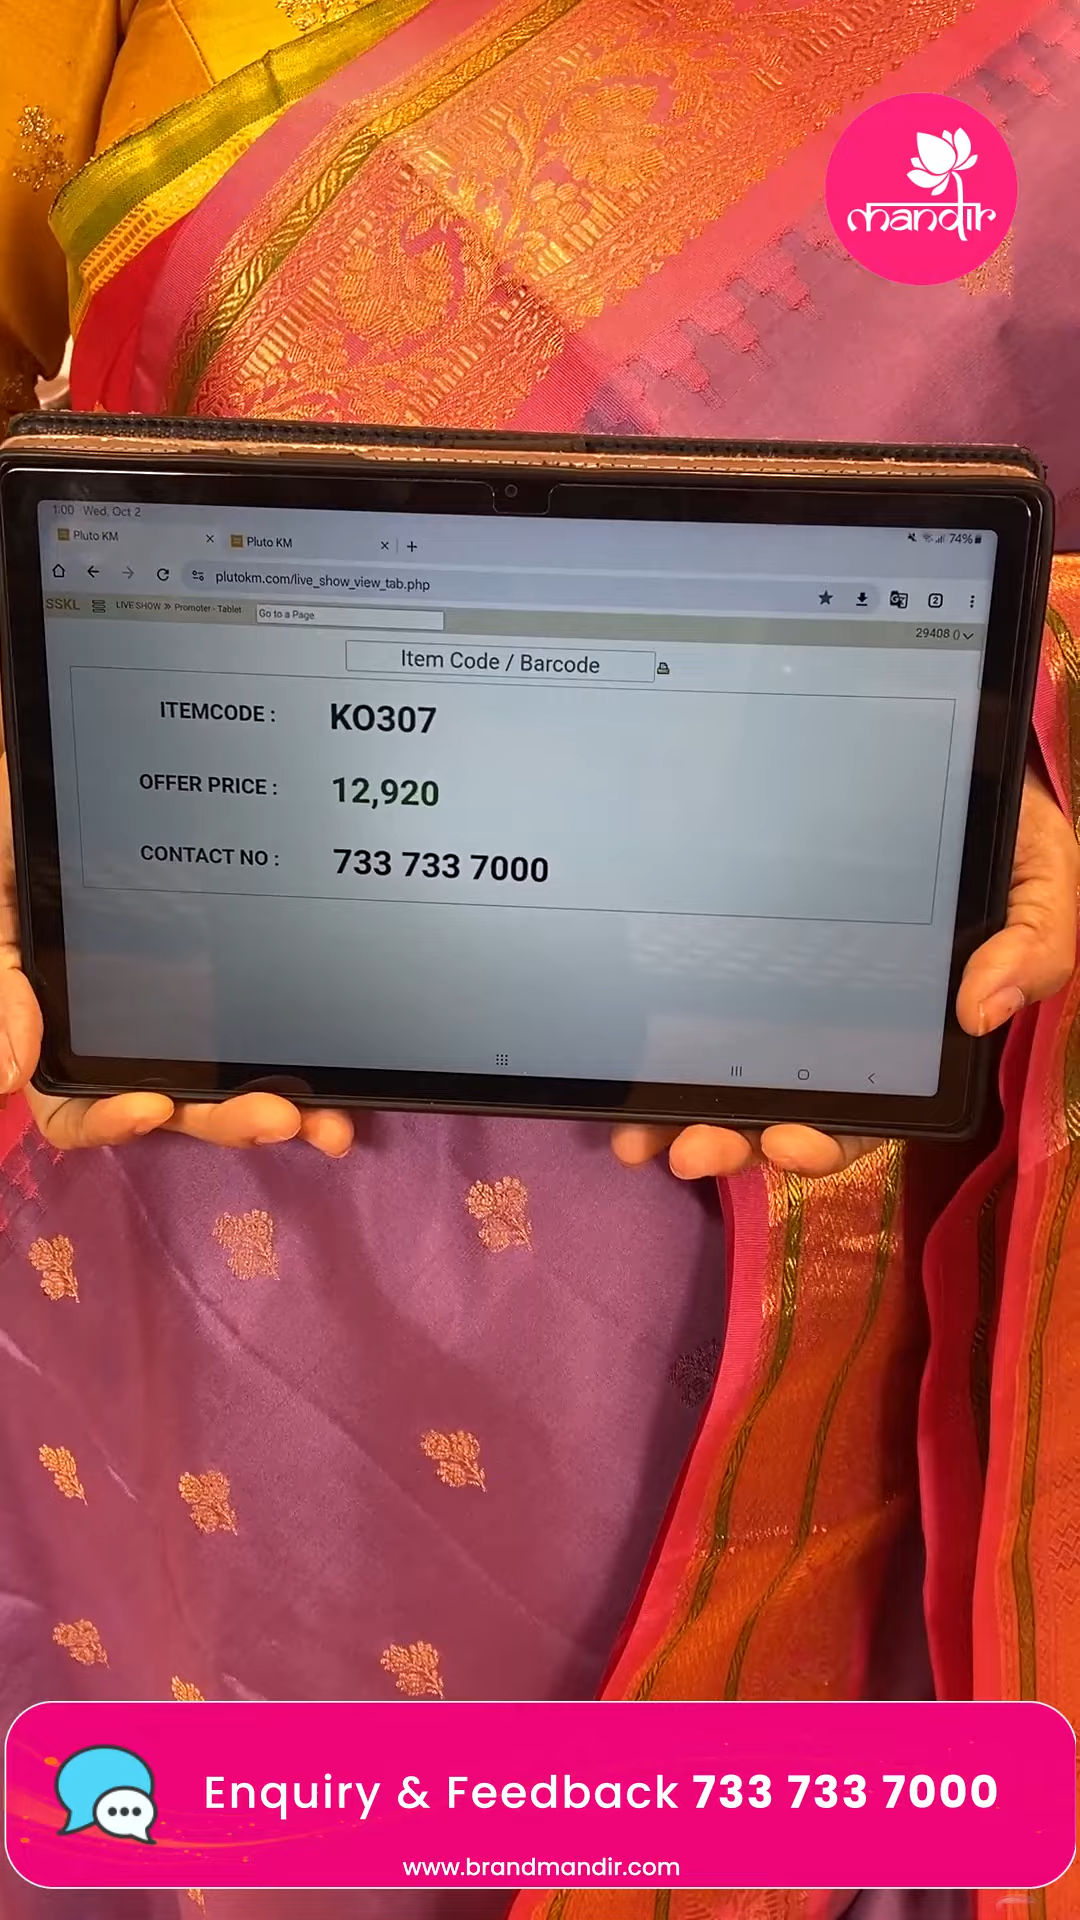 mandir
1:00 Wed, Oct 2
74%
Pluto KM
Pluto KM
plutokm.com/live_show_view_tab.php
2
SSKL
LIVE SHOW » Promoter - Tablet
Go to a Page
29408 ()
Item Code / Barcode
ITEMCODE : KO307
OFFER PRICE : 12,920
CONTACT NO : 733 733 7000
Enquiry & Feedback 733 733 7000
www.brandmandir.com